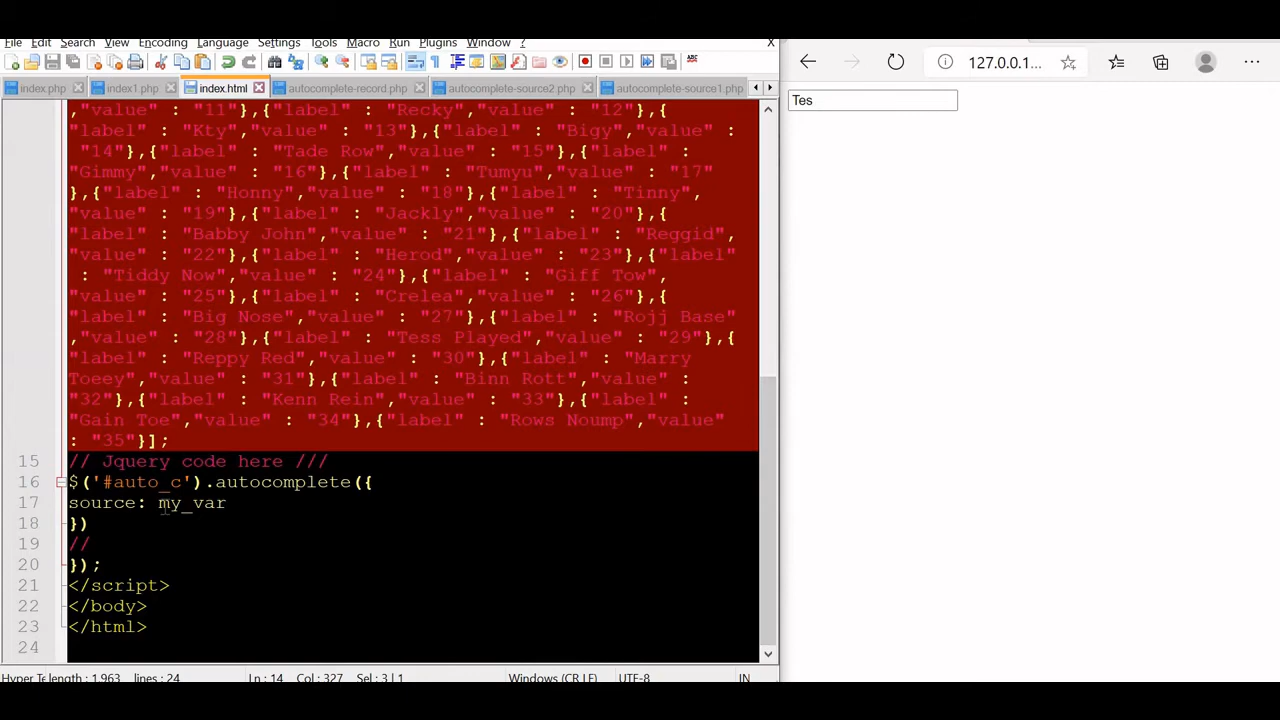 File Edit Search View Encoding Language Settings Tools Macro Run Plugins Window ? X
index.php index1.php index.html autocomplete-record.php autocomplete-source2.php autocomplete-source1.php
127.0.0.1...
Tes
,"value" : "11"},{"label" : "Recky","value" : "12"},{
"label" : "Kty","value" : "13"},{"label" : "Bigy","value" :
"14"},{"label" : "Tade Row","value" : "15"},{"label" :
"Gimmy","value" : "16"},{"label" : "Tumyu","value" : "17"
},{"label" : "Honny","value" : "18"},{"label" : "Tinny",
"value" : "19"},{"label" : "Jackly","value" : "20"},{
"label" : "Babby John","value" : "21"},{"label" : "Reggid",
"value" : "22"},{"label" : "Herod","value" : "23"},{"label"
: "Tiddy Now","value" : "24"},{"label" : "Giff Tow",
"value" : "25"},{"label" : "Crelea","value" : "26"},{
"label" : "Big Nose","value" : "27"},{"label" : "Rojj Base"
,"value" : "28"},{"label" : "Tess Played","value" : "29"},{
"label" : "Reppy Red","value" : "30"},{"label" : "Marry
Toeey","value" : "31"},{"label" : "Binn Rott","value" :
"32"},{"label" : "Kenn Rein","value" : "33"},{"label" :
"Gain Toe","value" : "34"},{"label" : "Rows Noump","value"
: "35"}];
15 // Jquery code here ///
16 $('#auto_c').autocomplete({
17 source: my_var
18 })
19 //
20 });
21 </script>
22 </body>
23 </html>
24
Hyper Te length : 1,963 lines : 24 Ln : 14 Col : 327 Sel : 3 | 1 Windows (CR LF) UTF-8 IN